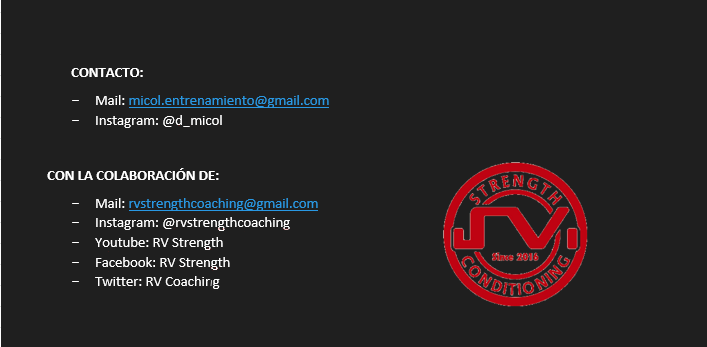 CONTACTO:
− Mail: micol.entrenamiento@gmail.com
− Instagram: @d_micol
CON LA COLABORACIÓN DE:
− Mail: rvstrengthcoaching@gmail.com
− Instagram: @rvstrengthcoaching
− Youtube: RV Strength
− Facebook: RV Strength
− Twitter: RV Coaching
STRENGTH
RV
Since 2016
CONDITIONING